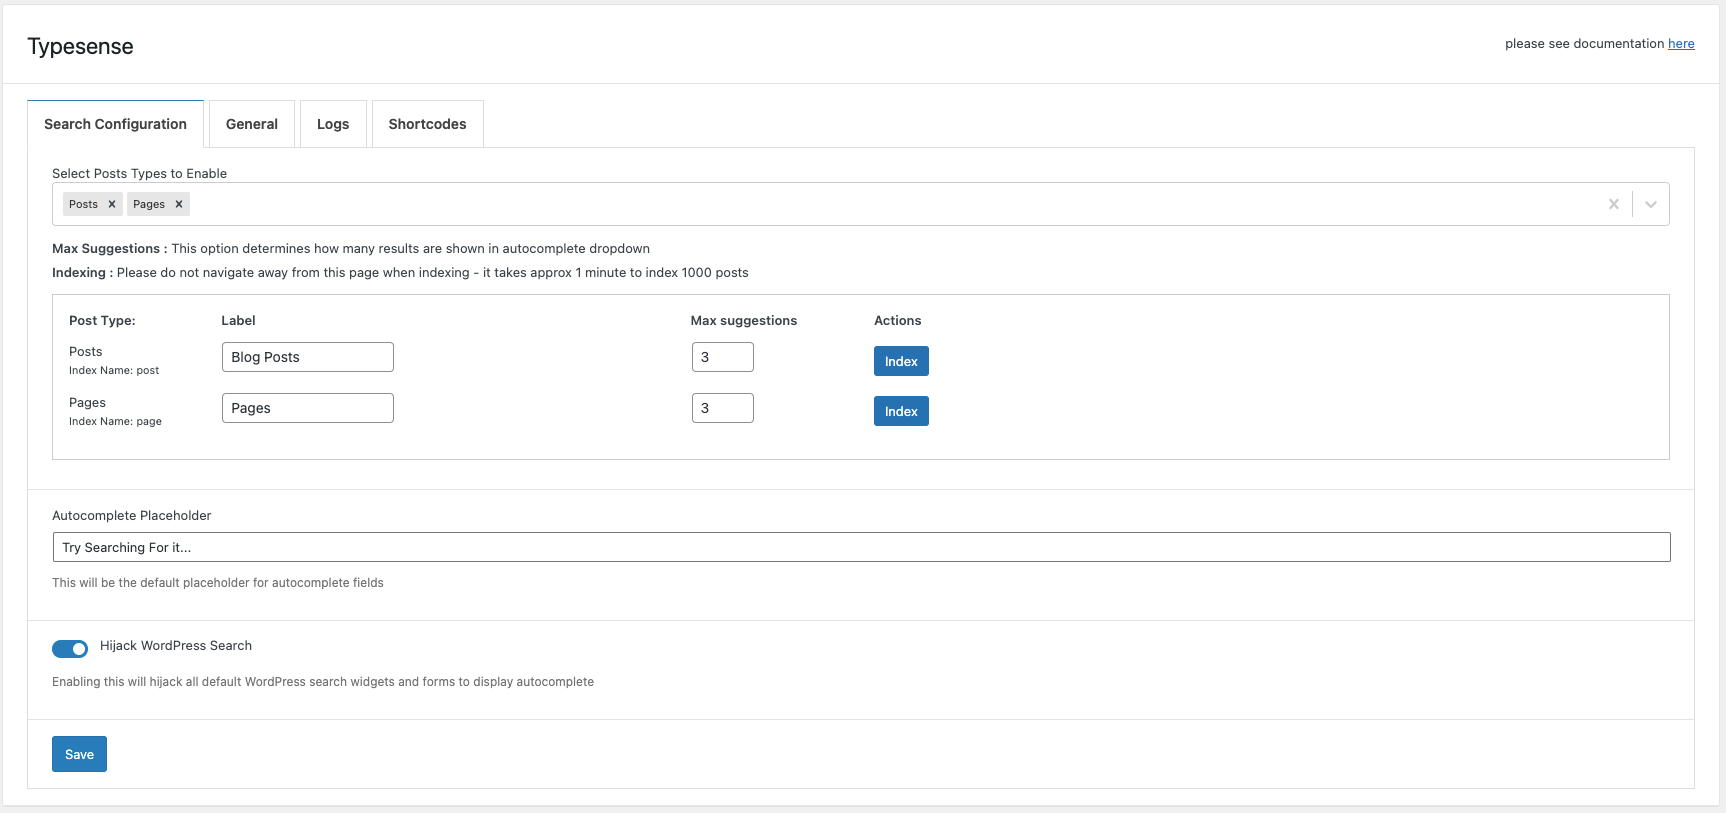 Typesense
please see documentation here
Search Configuration General Logs Shortcodes
Select Posts Types to Enable
Posts x Pages x
Max Suggestions : This option determines how many results are shown in autocomplete dropdown
Indexing : Please do not navigate away from this page when indexing - it takes approx 1 minute to index 1000 posts
Post Type: Label Max suggestions Actions
Posts Blog Posts 3 Index
Index Name: post
Pages Pages 3 Index
Index Name: page
Autocomplete Placeholder
Try Searching For it...
This will be the default placeholder for autocomplete fields
Hijack WordPress Search
Enabling this will hijack all default WordPress search widgets and forms to display autocomplete
Save